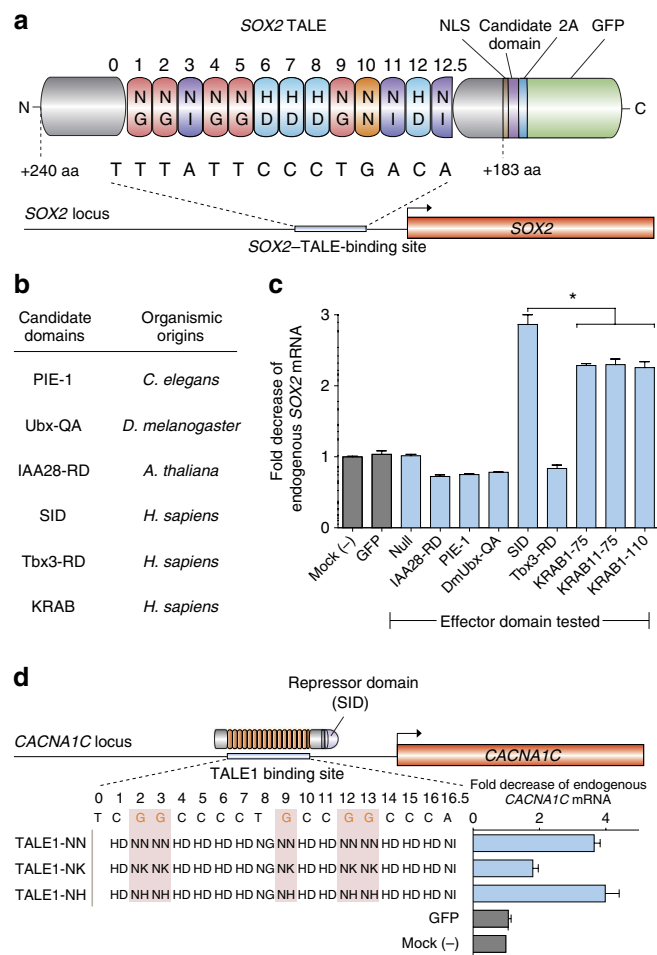 a
SOX2 TALE
NLS Candidate domain 2A GFP
0 1 2 3 4 5 6 7 8 9 10 11 12 12.5
N
N N N N N H H H N N N H N
G G I G G D D D G N I D I
C
+240 aa
+183 aa
T T T A T T C C C T G A C A
SOX2 locus
SOX2
SOX2–TALE-binding site
b
Candidate domains
Organismic origins
PIE-1 C. elegans
Ubx-QA D. melanogaster
IAA28-RD A. thaliana
SID H. sapiens
Tbx3-RD H. sapiens
KRAB H. sapiens
c
Fold decrease of
endogenous SOX2 mRNA
3
2
1
0
*
Mock (–)
GFP
Null
IAA28-RD
PIE-1
DmUbx-QA
SID
Tbx3-RD
KRAB1-75
KRAB11-75
KRAB1-110
Effector domain tested
d
Repressor domain
(SID)
CACNA1C locus
CACNA1C
TALE1 binding site
Fold decrease of endogenous
CACNA1C mRNA
0 1 2 3 4 5 6 7 8 9 10 11 12 13 14 15 16 16.5
0 2 4
T C G G C C C C T G C C G G C C C A
TALE1-NN HD NN NN HD HD HD HD NG NN HD HD NN NN HD HD HD NI
TALE1-NK HD NK NK HD HD HD HD NG NK HD HD NK NK HD HD HD NI
TALE1-NH HD NH NH HD HD HD HD NG NH HD HD NH NH HD HD HD NI
GFP
Mock (–)